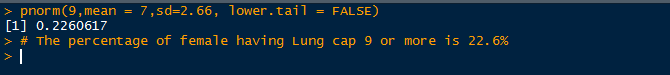 > pnorm(9,mean = 7,sd=2.66, lower.tail = FALSE)
[1] 0.2260617
> # The percentage of female having Lung cap 9 or more is 22.6%
>